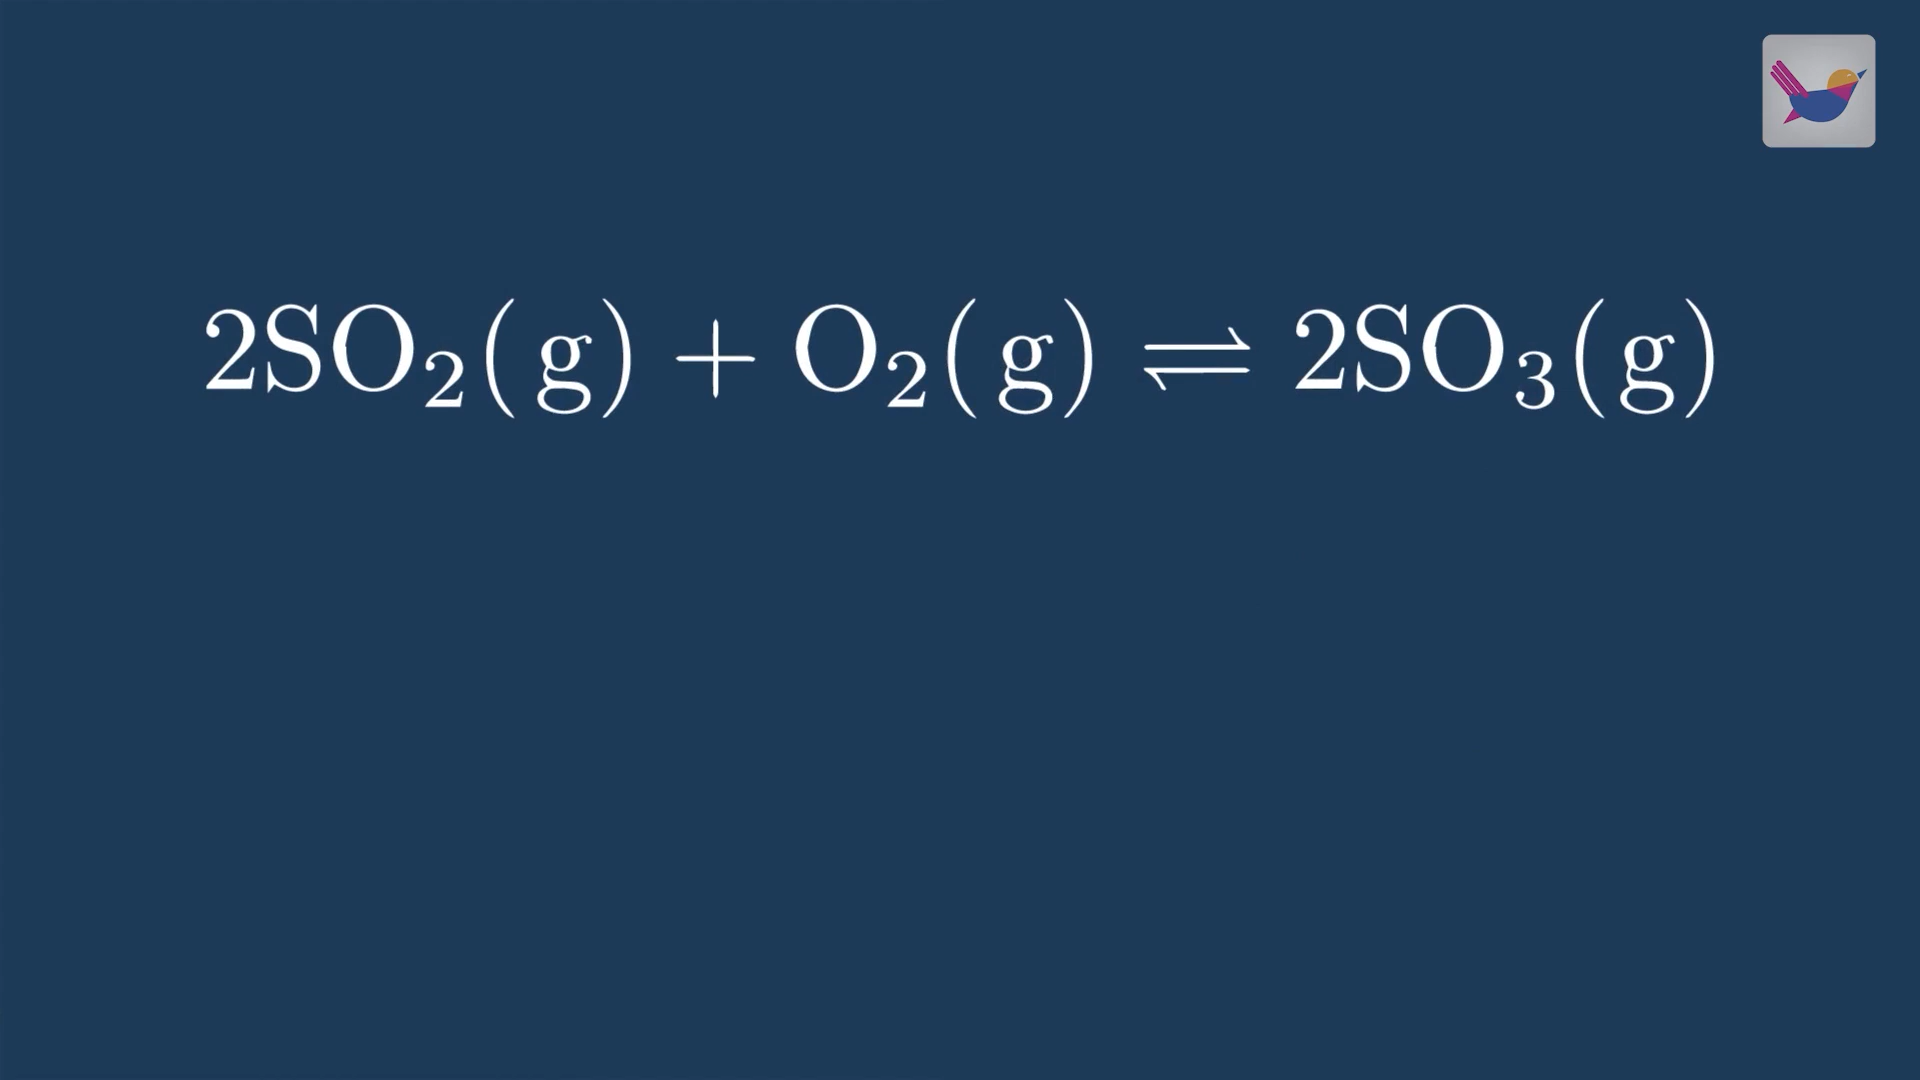 2SO₂(g) + O₂(g) ⇌ 2SO₃(g)